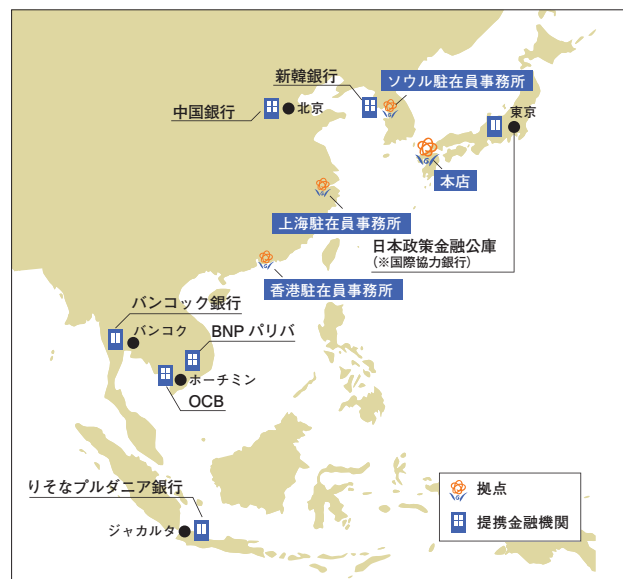 新韓銀行
ソウル駐在員事務所
中国銀行
北京
東京
本店
上海駐在員事務所
日本政策金融公庫
(※国際協力銀行)
香港駐在員事務所
バンコック銀行
バンコク
BNPパリバ
ホーチミン
OCB
りそなプルダニア銀行
ジャカルタ
拠点
提携金融機関